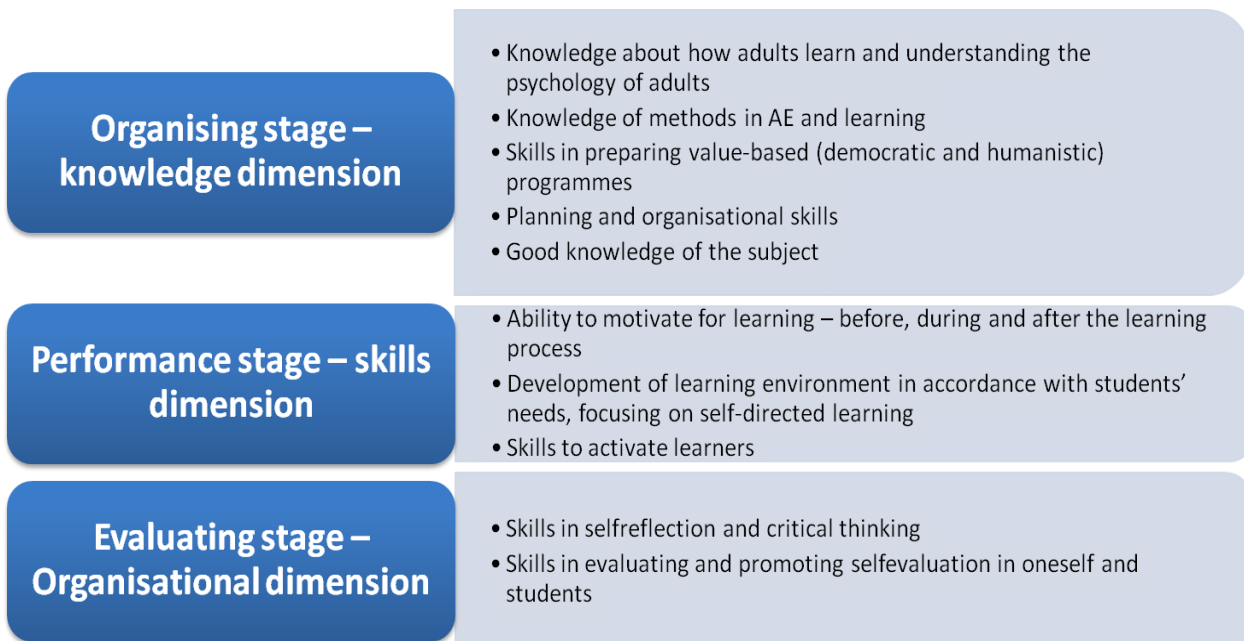 Organising stage –
knowledge dimension
• Knowledge about how adults learn and understanding the
psychology of adults
• Knowledge of methods in AE and learning
• Skills in preparing value-based (democratic and humanistic)
programmes
• Planning and organisational skills
• Good knowledge of the subject
Performance stage – skills
dimension
• Ability to motivate for learning – before, during and after the learning
process
• Development of learning environment in accordance with students’
needs, focusing on self-directed learning
• Skills to activate learners
Evaluating stage –
Organisational dimension
• Skills in selfreflection and critical thinking
• Skills in evaluating and promoting selfevaluation in oneself and
students